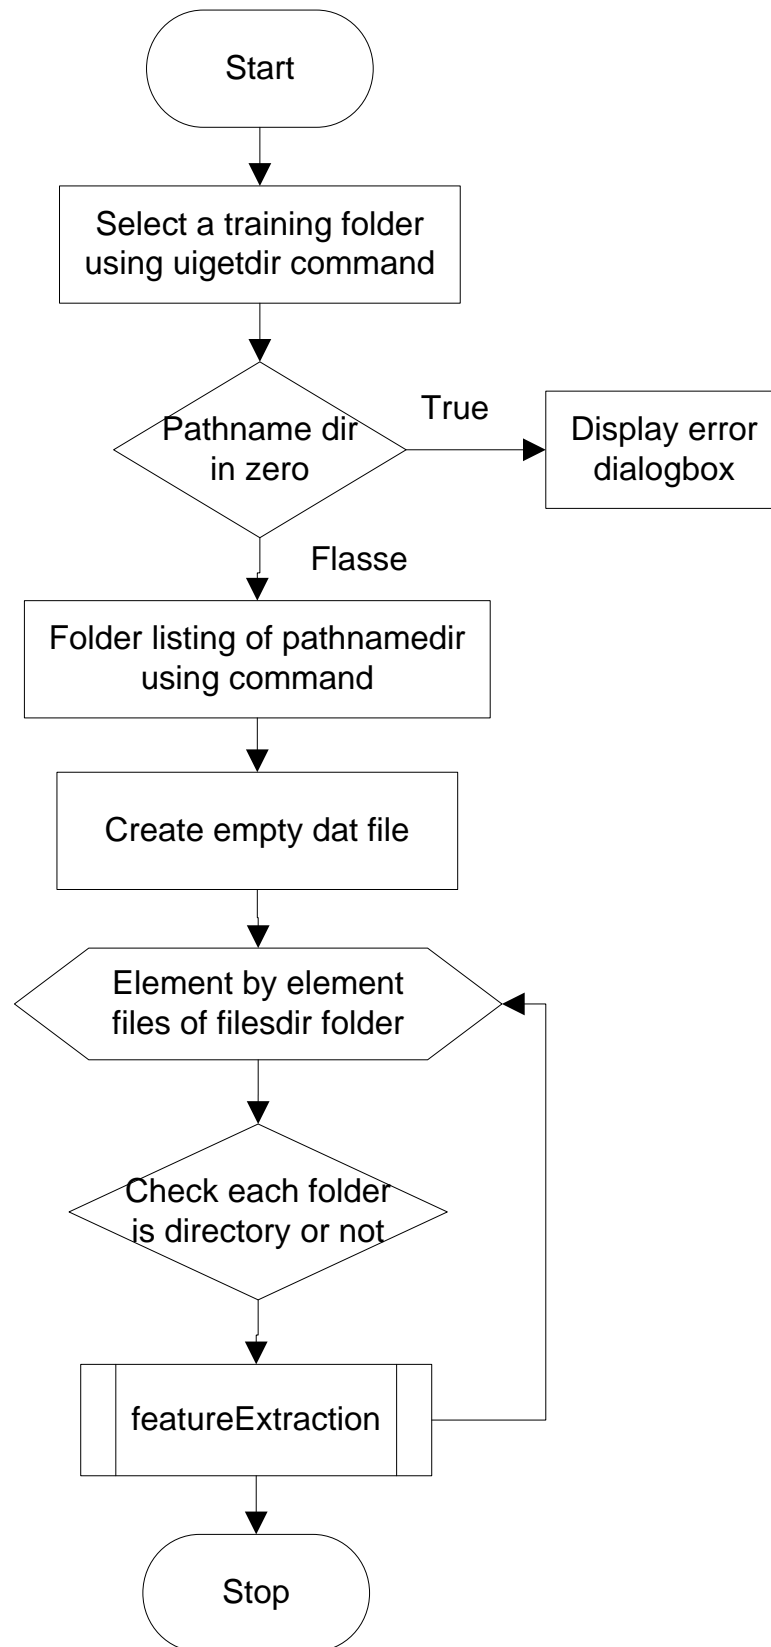 Start
Select a training folder
using uigetdir command
Pathname dir
in zero
True
Display error
dialogbox
Flasse
Folder listing of pathnamedir
using command
Create empty dat file
Element by element
files of filesdir folder
Check each folder
is directory or not
featureExtraction
Stop